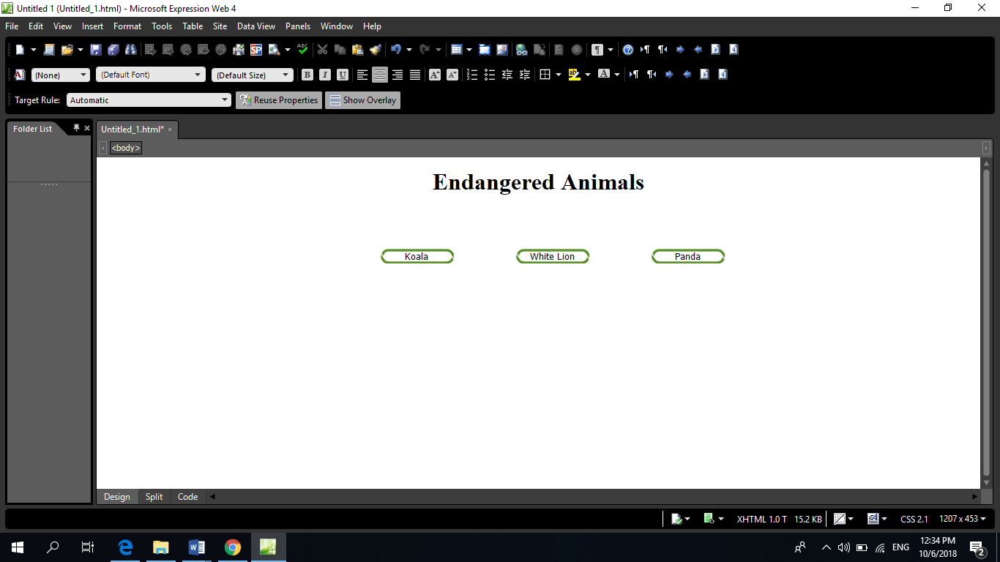 Untitled 1 (Untitled_1.html) - Microsoft Expression Web 4
File Edit View Insert Format Tools Table Site Data View Panels Window Help
(None) (Default Font) (Default Size) B I U
Target Rule: Automatic Reuse Properties Show Overlay
Folder List
Untitled_1.html*
<body>
Endangered Animals
Koala White Lion Panda
Design Split Code
XHTML 1.0 T 15.2 KB CSS 2.1 1207 x 453
ENG
12:34 PM
10/6/2018
2